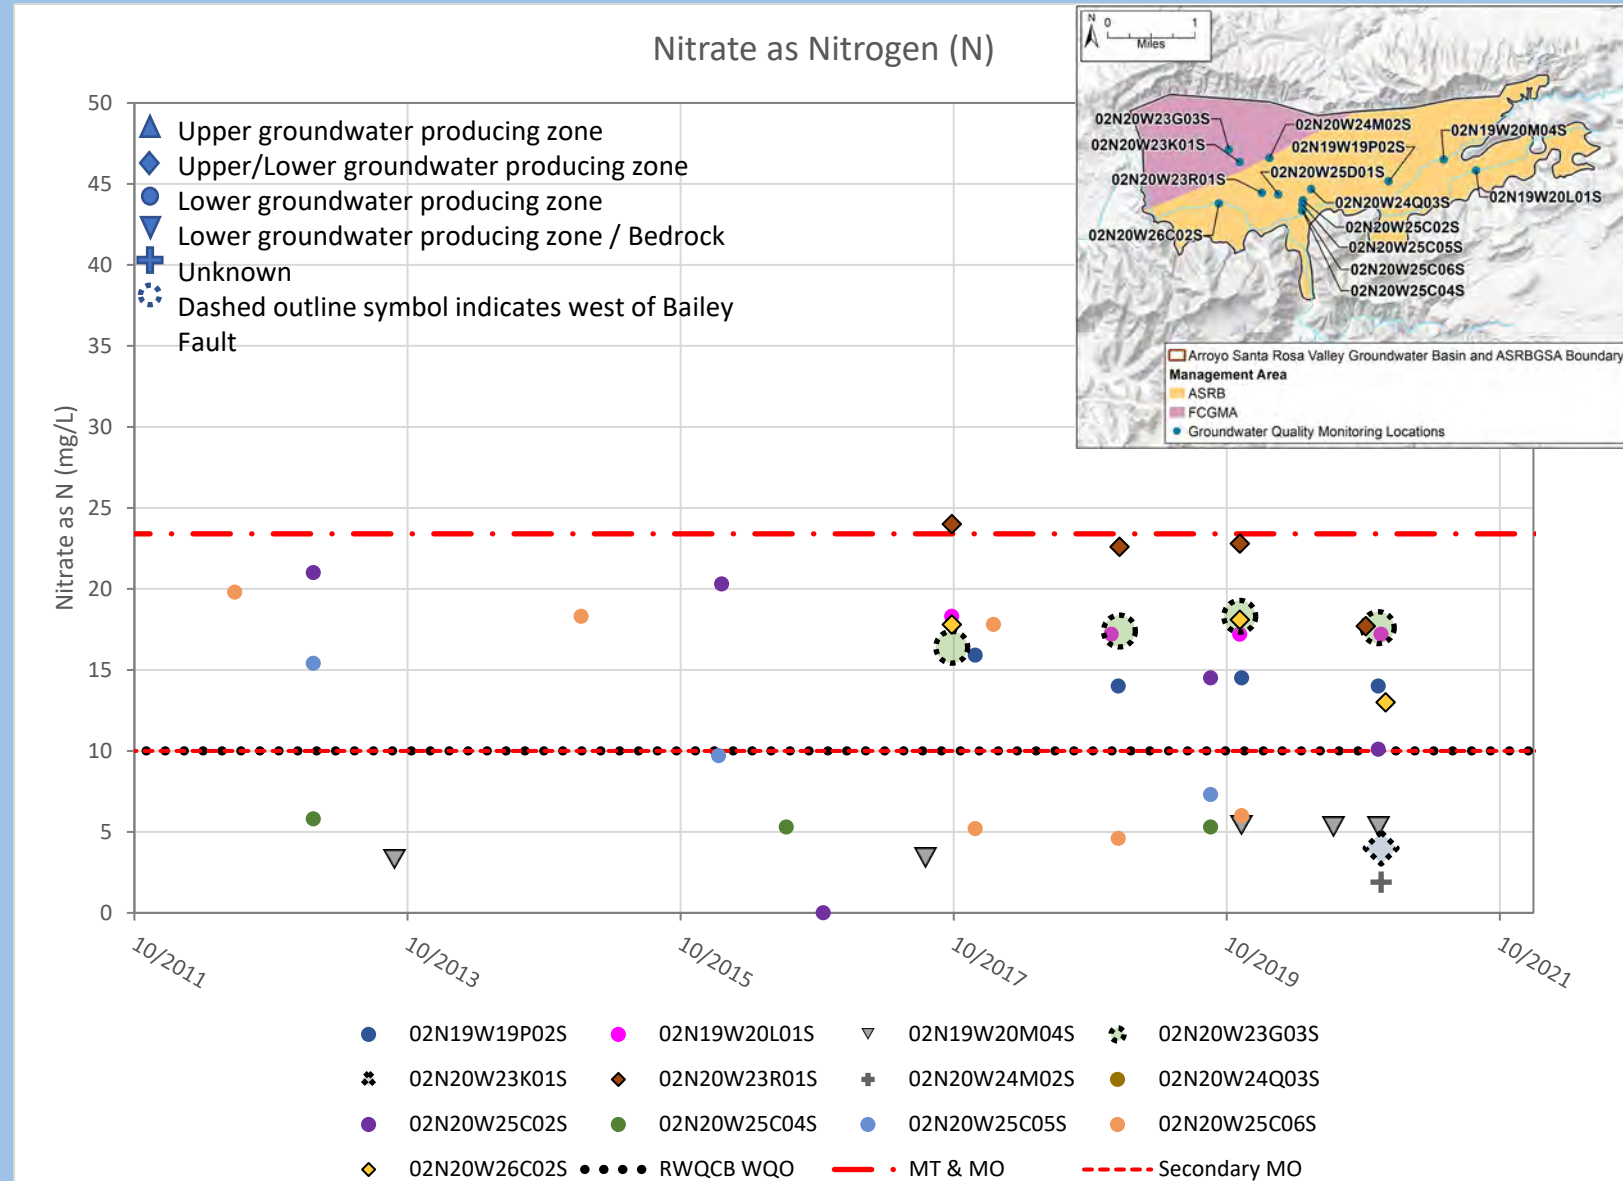 Nitrate as Nitrogen (N)
50
45
40
35
30
25
20
15
10
5
0
Nitrate as N (mg/L)
Upper groundwater producing zone
Upper/Lower groundwater producing zone
Lower groundwater producing zone
Lower groundwater producing zone / Bedrock
Unknown
Dashed outline symbol indicates west of Bailey
Fault
N
0 1
Miles
02N20W23G03S
02N20W23K01S
02N20W23R01S
02N20W26C02S
02N20W24M02S
02N19W19P02S
02N20W25D01S
02N19W20M04S
02N19W20L01S
02N20W24Q03S
02N20W25C02S
02N20W25C05S
02N20W25C06S
02N20W25C04S
Arroyo Santa Rosa Valley Groundwater Basin and ASRBGSA Boundary
Management Area
ASRB
FCGMA
Groundwater Quality Monitoring Locations
10/2011
10/2013
10/2015
10/2017
10/2019
10/2021
02N19W19P02S 02N19W20L01S 02N19W20M04S 02N20W23G03S
02N20W23K01S 02N20W23R01S 02N20W24M02S 02N20W24Q03S
02N20W25C02S 02N20W25C04S 02N20W25C05S 02N20W25C06S
02N20W26C02S RWQCB WQO MT & MO Secondary MO